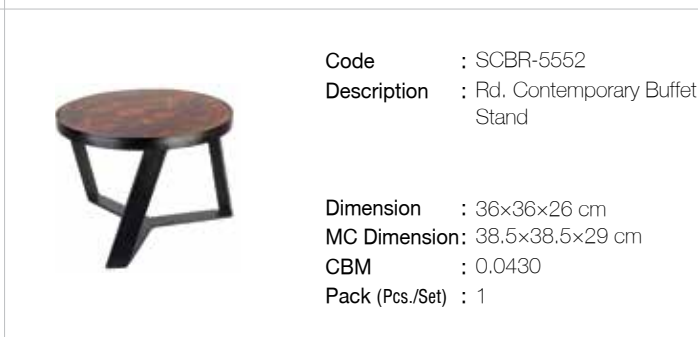 Code : SCBR-5552
Description : Rd. Contemporary Buffet
Stand
Dimension : 36×36×26 cm
MC Dimension: 38.5×38.5×29 cm
CBM : 0.0430
Pack (Pcs./Set) : 1